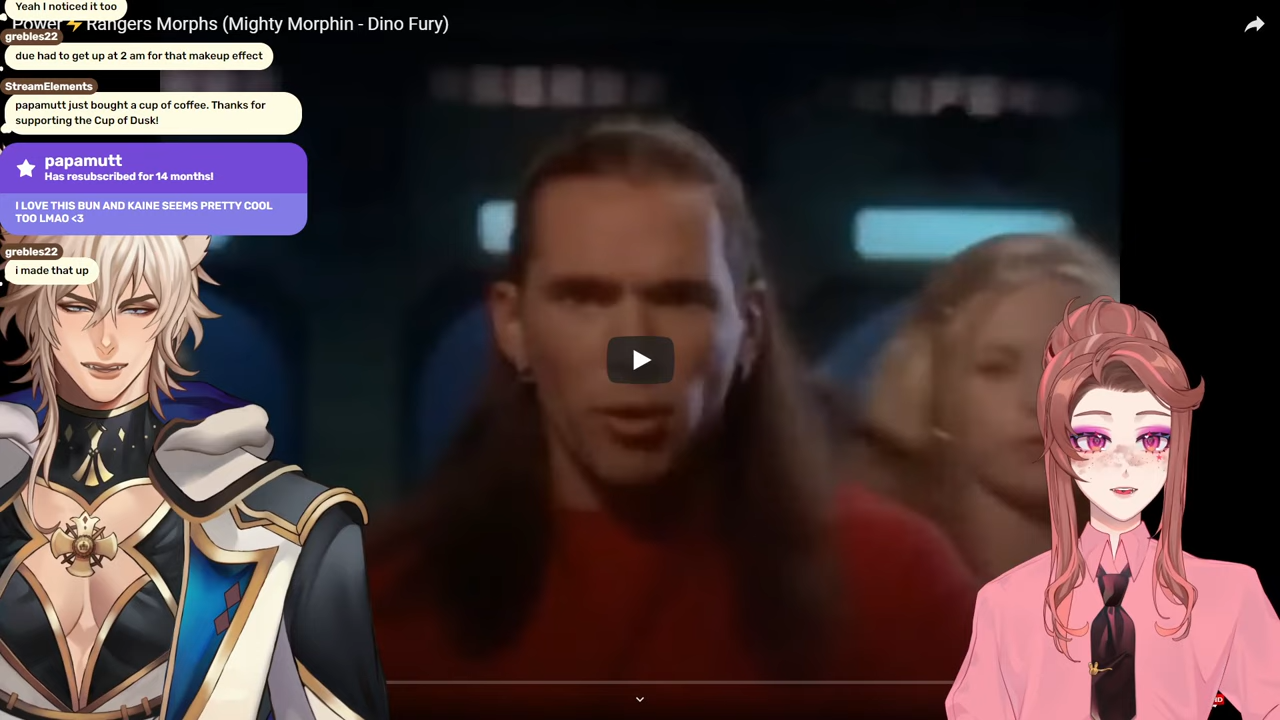 Yeah I noticed it too
Power⚡Rangers Morphs (Mighty Morphin - Dino Fury)
grebles22
due had to get up at 2 am for that makeup effect
StreamElements
papamutt just bought a cup of coffee. Thanks for
supporting the Cup of Dusk!
papamutt
Has resubscribed for 14 months!
I LOVE THIS BUN AND KAINE SEEMS PRETTY COOL
TOO LMAO <3
grebles22
i made that up